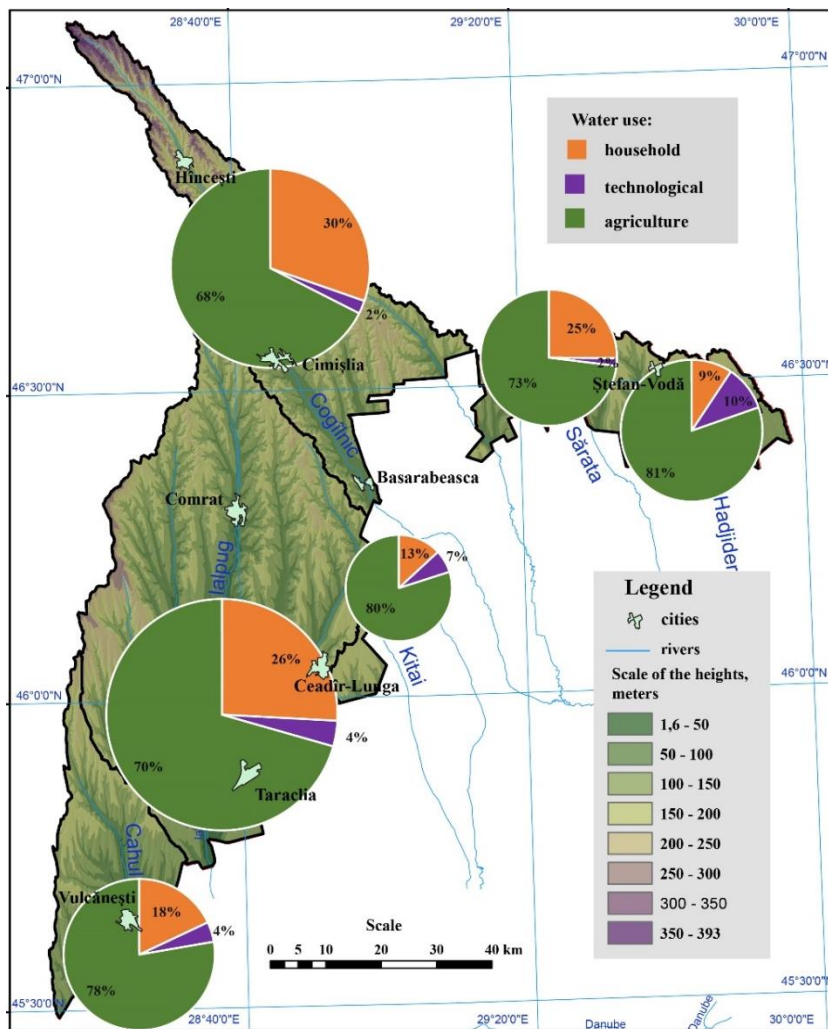 28°40'0"E
29°20'0"E
30°0'0"E
47°0'0"N
47°0'0"N
Water use:
household
technological
agriculture
Hîncești
30%
68%
2%
Cimișlia
46°30'0"N
46°30'0"N
25%
2%
73%
Ștefan-Vodă
9%
10%
81%
Cogîlnic
Basarabeasca
Sărata
Hadjider
Comrat
Ialpug
13%
7%
80%
Kitai
26%
Ceadîr-Lunga
4%
70%
Taraclia
46°0'0"N
46°0'0"N
Legend
cities
rivers
Scale of the heights,
meters
1,6 - 50
50 - 100
100 - 150
150 - 200
200 - 250
250 - 300
300 - 350
350 - 393
Cahul
Vulcănești
18%
4%
78%
Scale
0 5 10 20 30 40 km
45°30'0"N
45°30'0"N
28°40'0"E
29°20'0"E
30°0'0"E
Danube
Danube